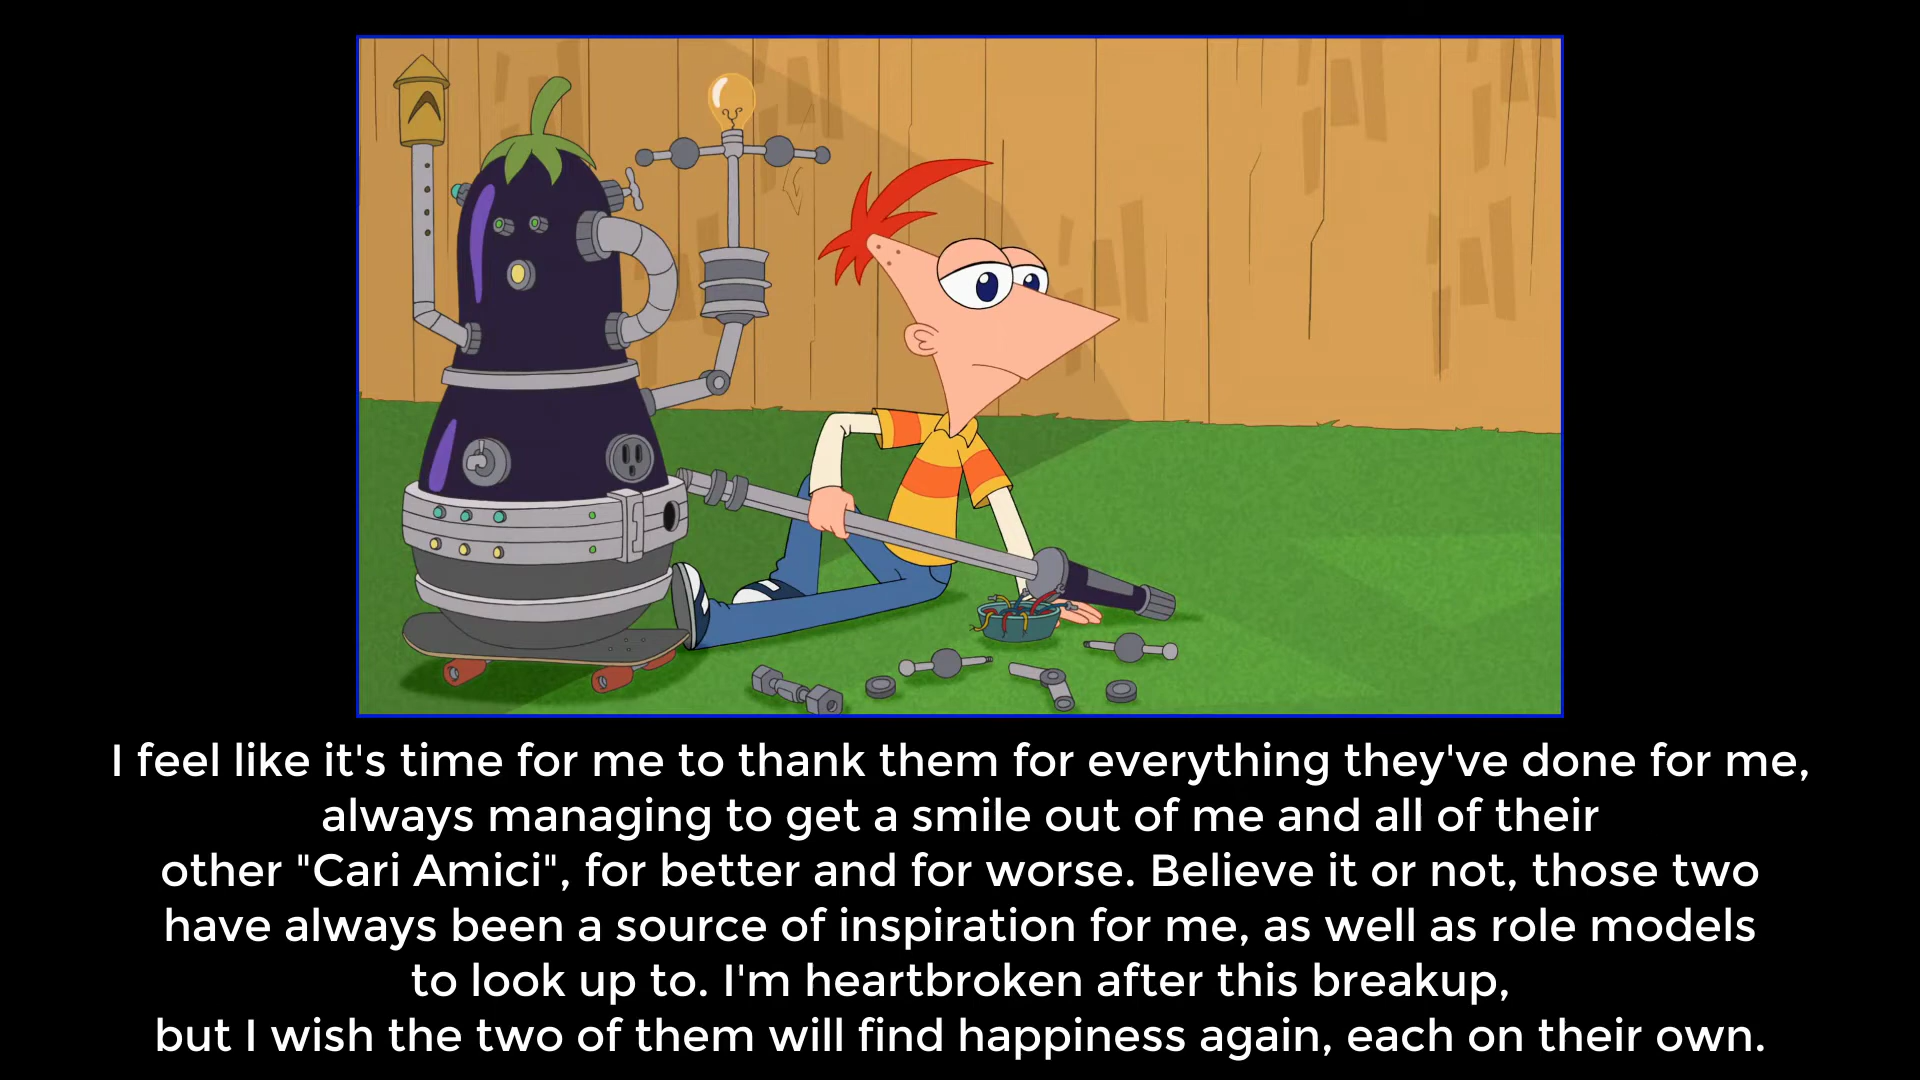 I feel like it's time for me to thank them for everything they've done for me,
always managing to get a smile out of me and all of their
other "Cari Amici", for better and for worse. Believe it or not, those two
have always been a source of inspiration for me, as well as role models
to look up to. I'm heartbroken after this breakup,
but I wish the two of them will find happiness again, each on their own.